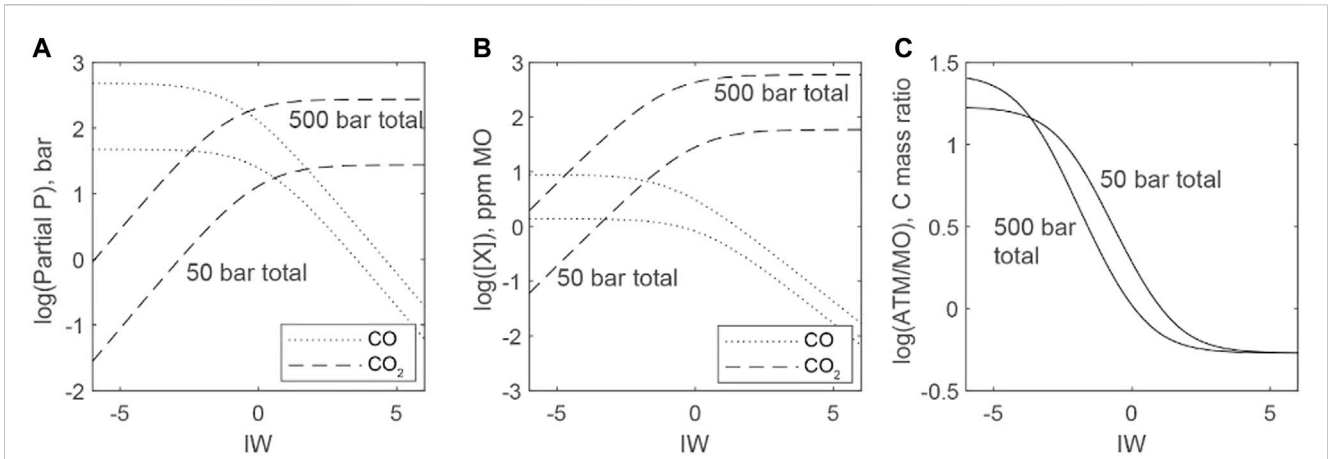 A
3
2
1
0
-1
-2
-5
0
5
log(Partial P), bar
IW
500 bar total
50 bar total
CO
CO₂
B
3
2
1
0
-1
-2
-3
-5
0
5
log([X]), ppm MO
IW
500 bar total
50 bar total
CO
CO₂
C
1.5
1
0.5
0
-0.5
-5
0
5
log(ATM/MO), C mass ratio
IW
50 bar total
500 bar
total